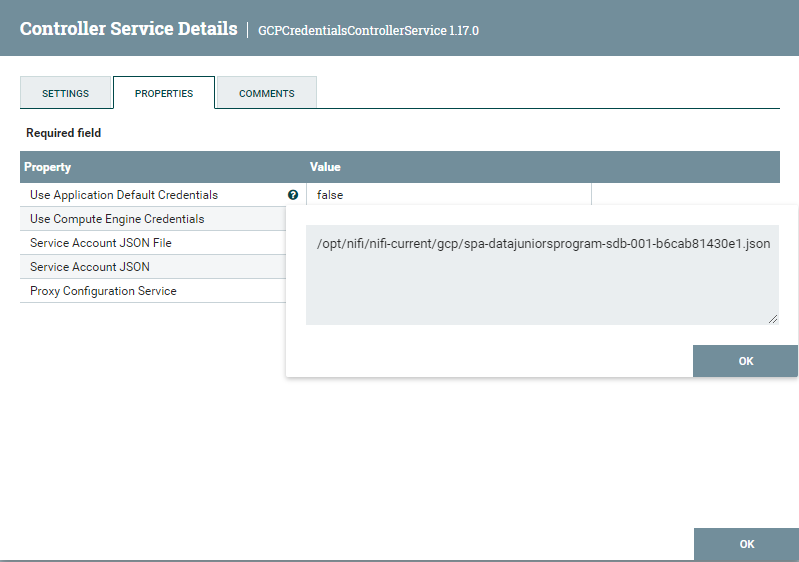 Controller Service Details | GCPCredentialsControllerService 1.17.0
SETTINGS PROPERTIES COMMENTS
Required field
Property Value
Use Application Default Credentials ? false
Use Compute Engine Credentials
Service Account JSON File /opt/nifi/nifi-current/gcp/spa-datajuniorsprogram-sdb-001-b6cab81430e1.json
Service Account JSON
Proxy Configuration Service
OK
OK